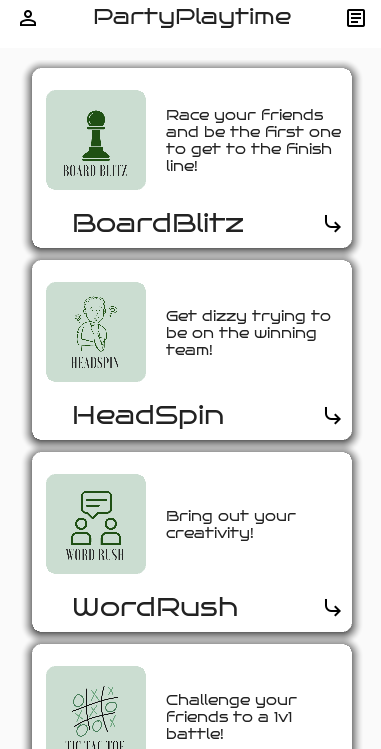 PartyPlaytime
Race your friends
and be the first one
to get to the finish
line!
BOARD BLITZ
BoardBlitz
Get dizzy trying to
be on the winning
team!
HEADSPIN
HeadSpin
Bring out your
creativity!
WORD RUSH
WordRush
Challenge your
friends to a 1v1
battle!
TIC TAC TOE